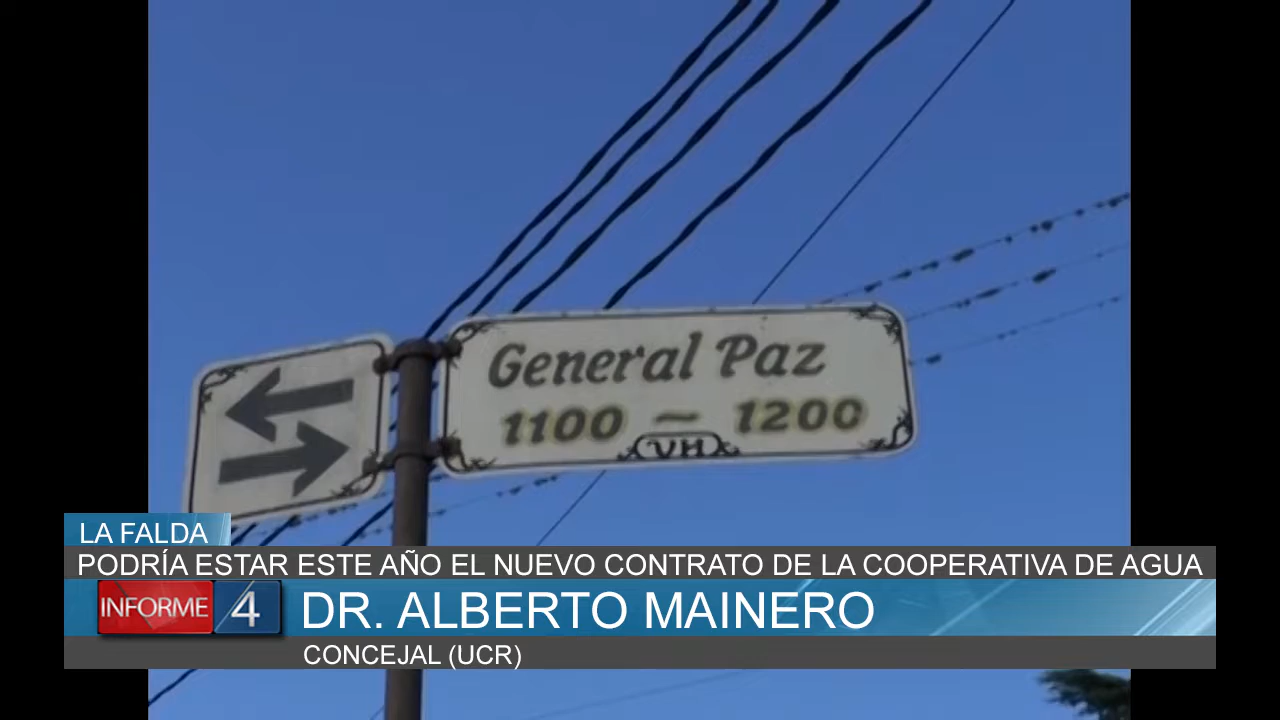 General Paz
1100 ~ 1200
VH
LA FALDA
PODRÍA ESTAR ESTE AÑO EL NUEVO CONTRATO DE LA COOPERATIVA DE AGUA
INFORME 4
DR. ALBERTO MAINERO
CONCEJAL (UCR)